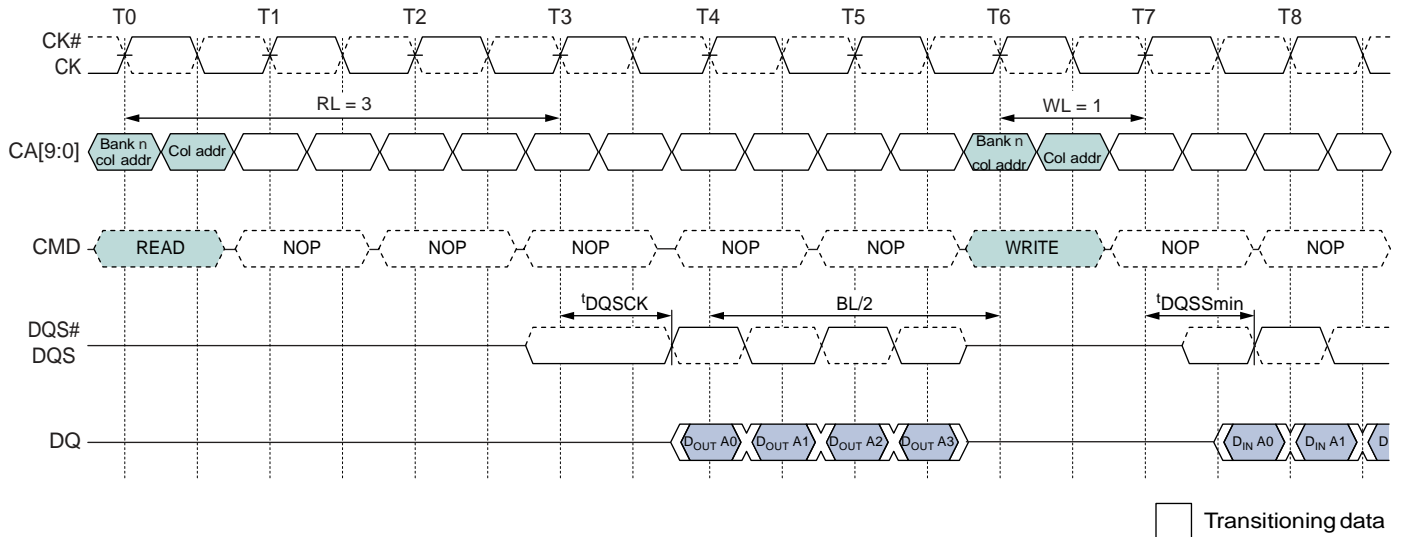 T0 T1 T2 T3 T4 T5 T6 T7 T8
CK#
CK
RL = 3 WL = 1
CA[9:0] Bank n col addr Col addr Bank n col addr Col addr
CMD READ NOP NOP NOP NOP NOP WRITE NOP NOP
tDQSCK BL/2 tDQSSmin
DQS#
DQS
DQ DOUT A0 DOUT A1 DOUT A2 DOUT A3 DIN A0 DIN A1 D
Transitioning data